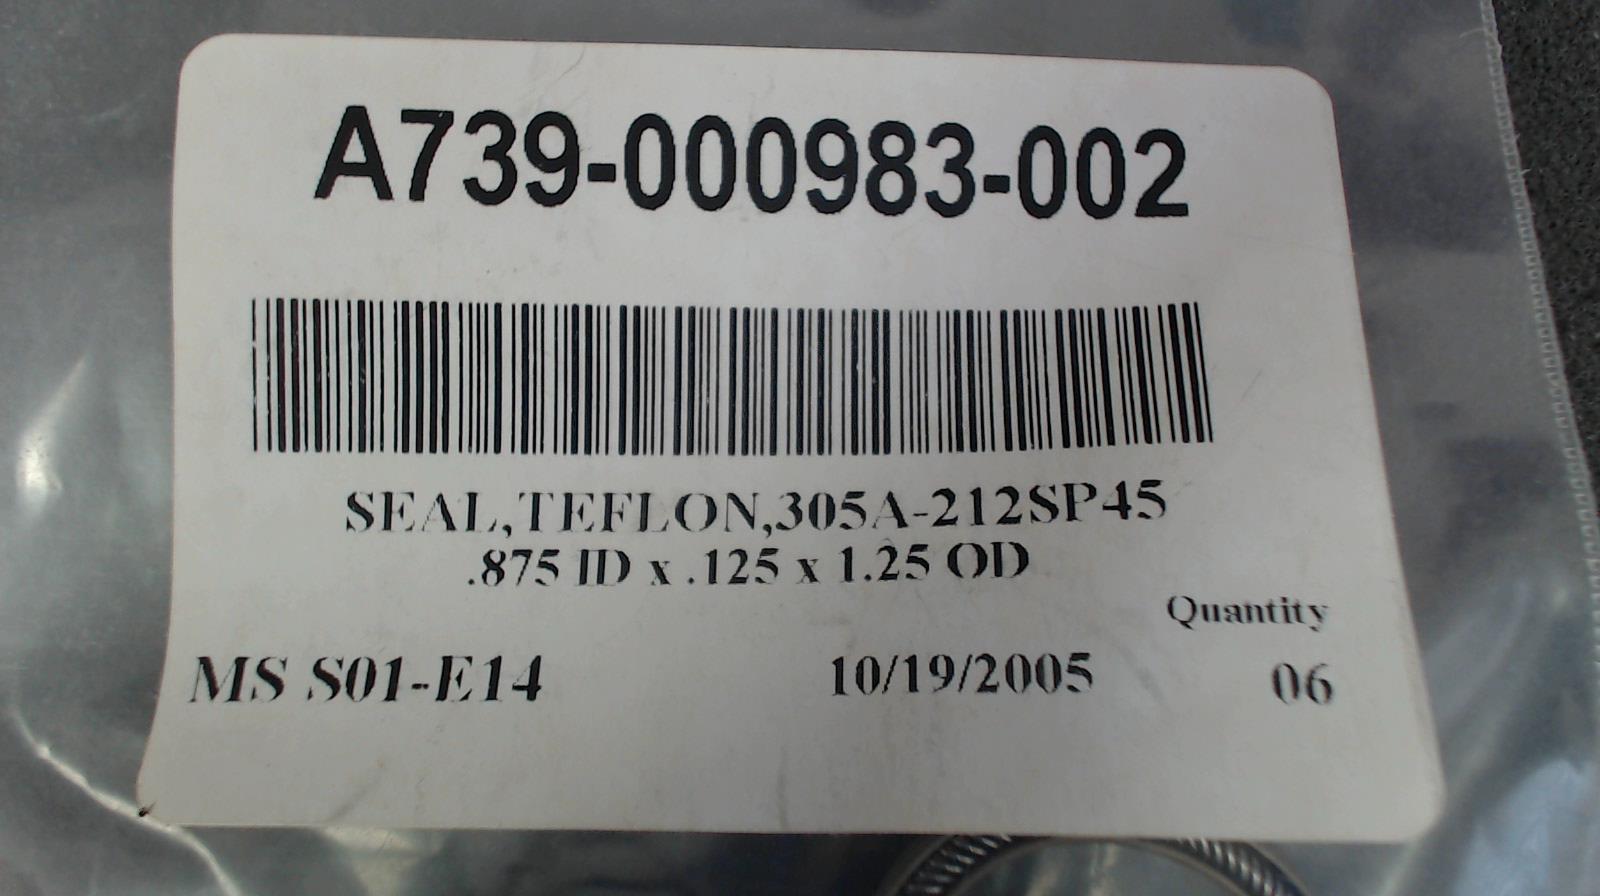 A739-000983-002
SEAL,TEFLON,305A-212SP45
.875 ID x .125 x 1.25 OD
Quantity
MS S01-E14 10/19/2005 06